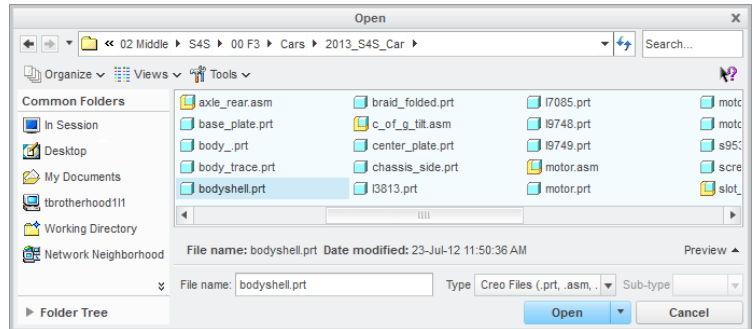 Open
« 02 Middle ▸ S4S ▸ 00 F3 ▸ Cars ▸ 2013_S4S_Car ▸ Search...
Organize Views Tools
Common Folders
In Session
Desktop
My Documents
tbrotherhood1l1
Working Directory
Network Neighborhood
Folder Tree
axle_rear.asm braid_folded.prt l7085.prt
base_plate.prt c_of_g_tilt.asm l9748.prt
body_.prt center_plate.prt l9749.prt
body_trace.prt chassis_side.prt motor.asm
bodyshell.prt l3813.prt motor.prt
File name: bodyshell.prt Date modified: 23-Jul-12 11:50:36 AM Preview
File name: bodyshell.prt Type Creo Files (.prt, .asm, . Sub-type
Open Cancel